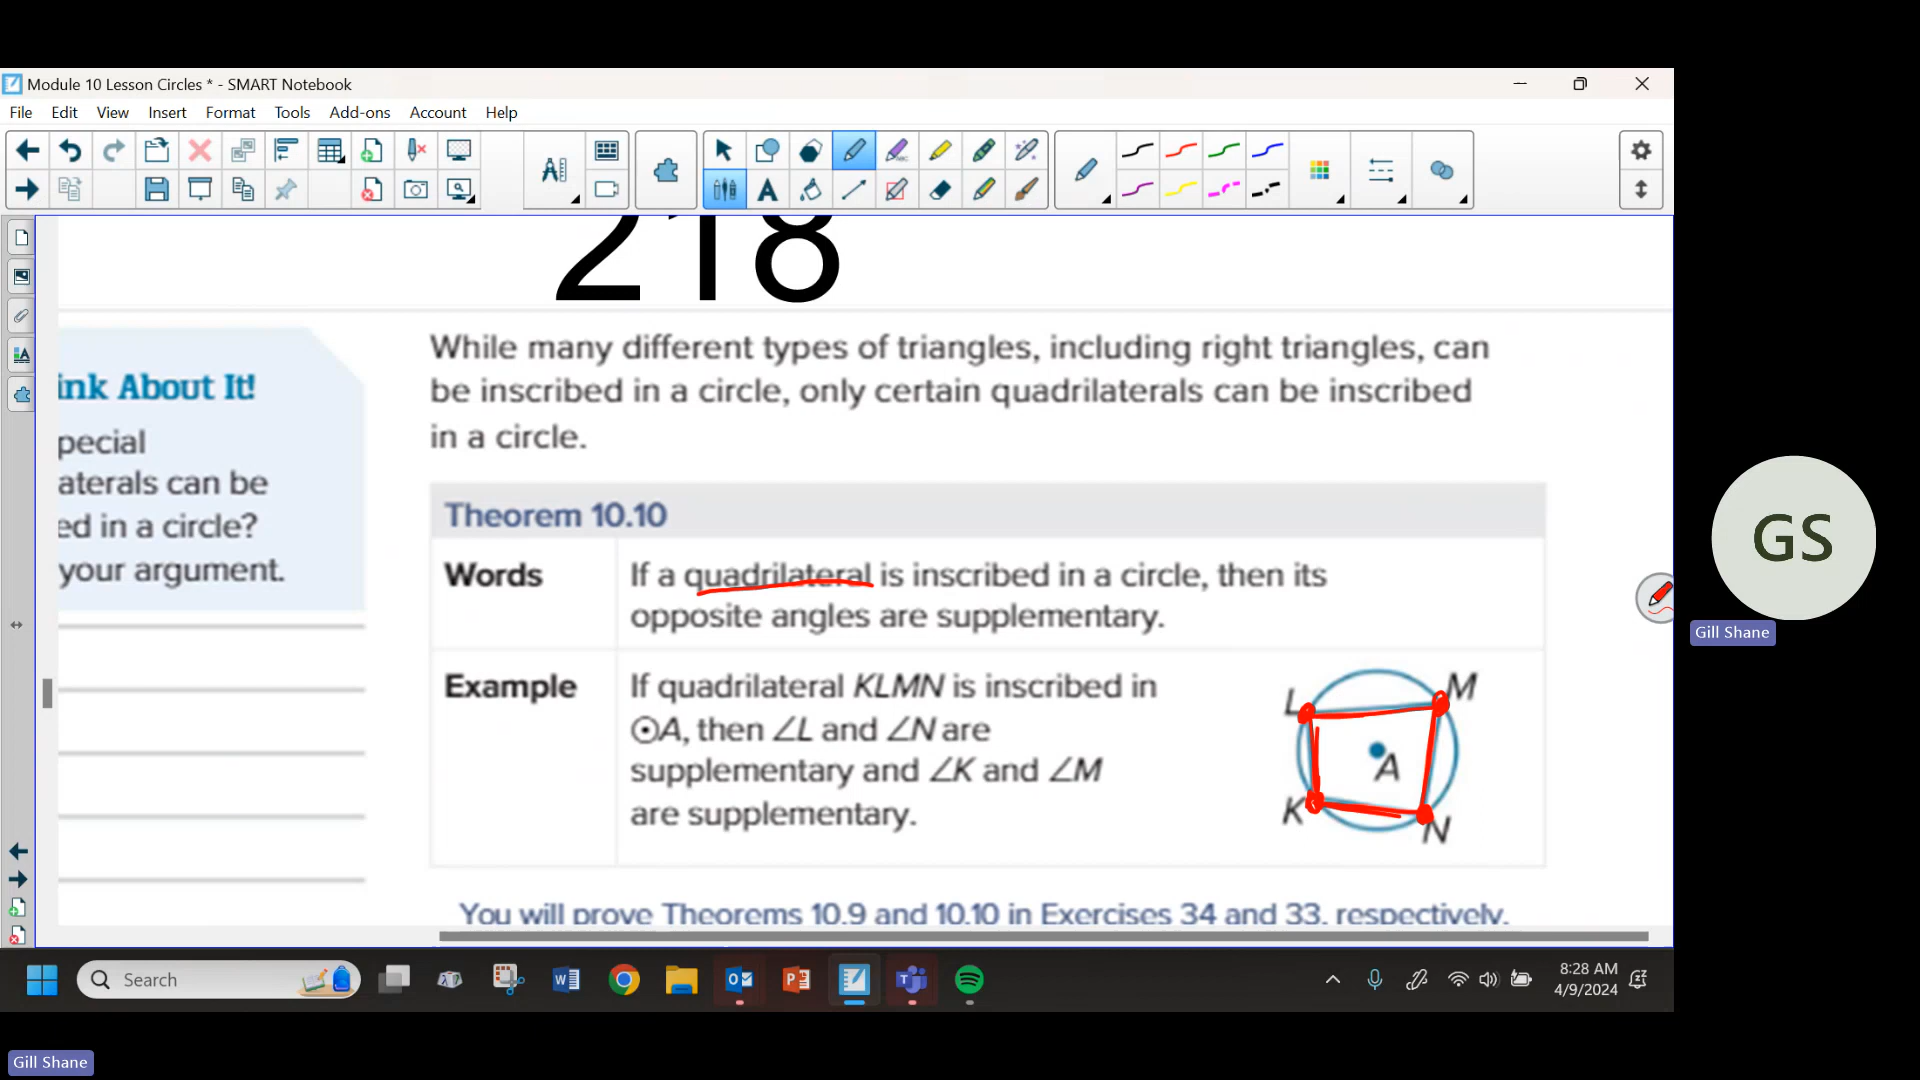 Module 10 Lesson Circles * - SMART Notebook
File Edit View Insert Format Tools Add-ons Account Help
218
While many different types of triangles, including right triangles, can
be inscribed in a circle, only certain quadrilaterals can be inscribed
in a circle.
ink About It!
pecial
aterals can be
ed in a circle?
your argument.
Theorem 10.10
Words
If a quadrilateral is inscribed in a circle, then its
opposite angles are supplementary.
Example
If quadrilateral KLMN is inscribed in
⊙A, then ∠L and ∠N are
supplementary and ∠K and ∠M
are supplementary.
L
M
A
K
N
You will prove Theorems 10.9 and 10.10 in Exercises 34 and 33, respectively.
GS
Gill Shane
Search
8:28 AM
4/9/2024
Gill Shane